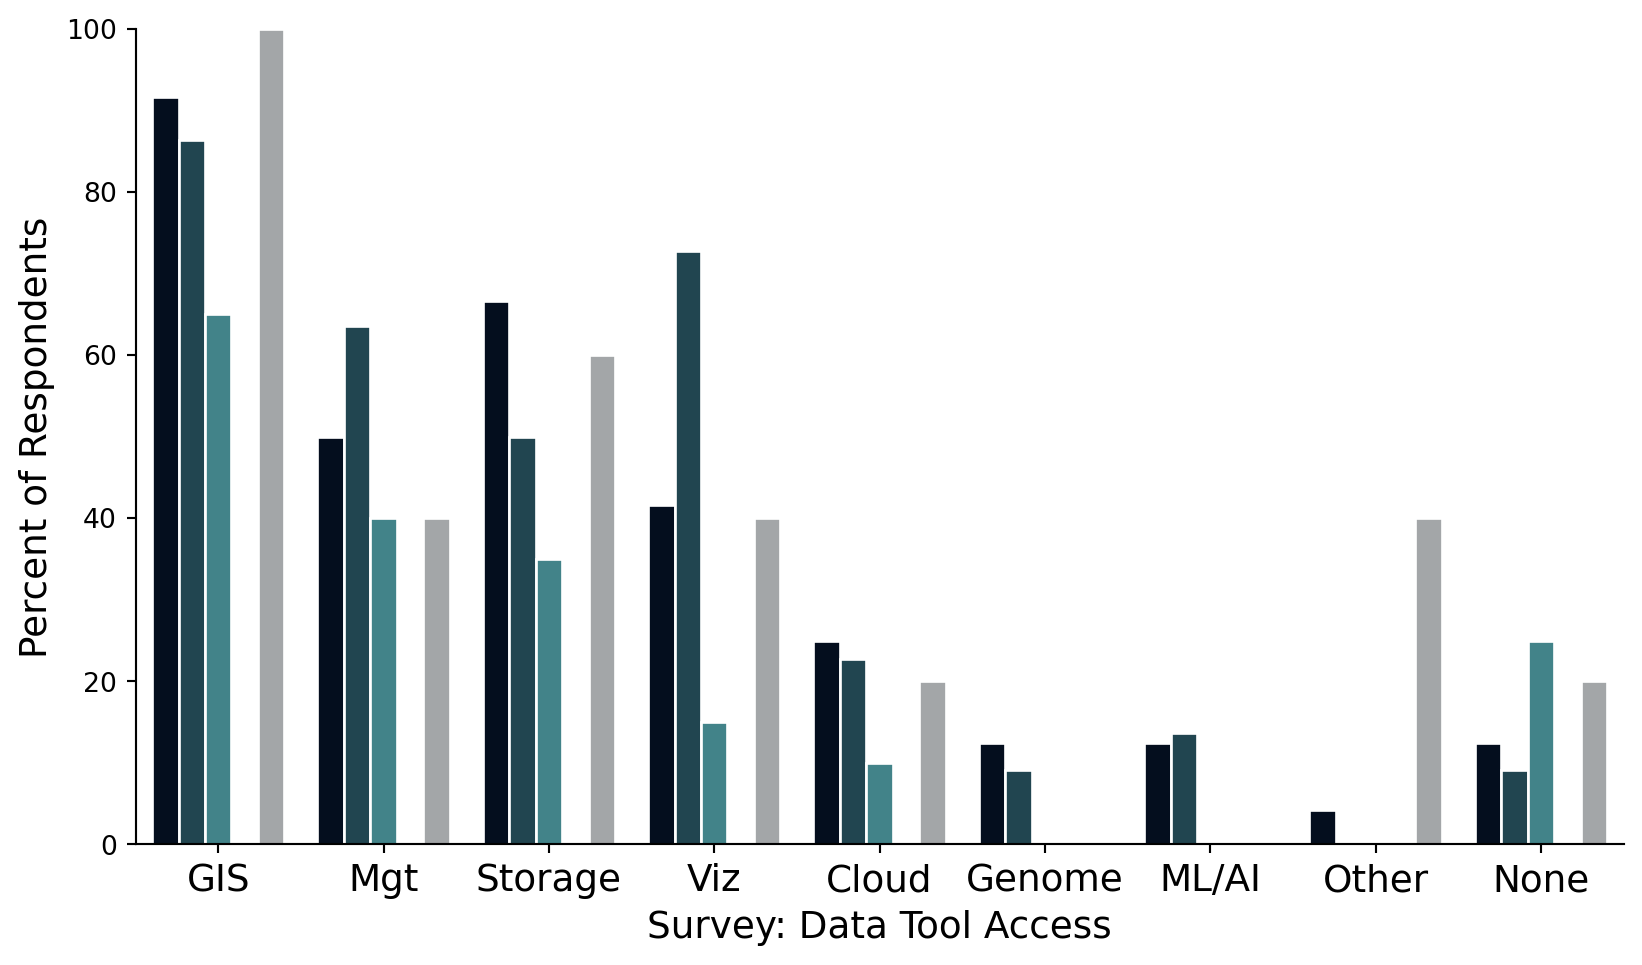 100
80
60
40
20
0
Percent of Respondents
GIS Mgt Storage Viz Cloud Genome ML/AI Other None
Survey: Data Tool Access